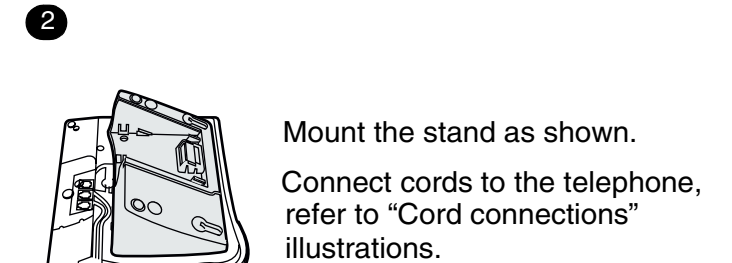 2
Mount the stand as shown.
Connect cords to the telephone,
refer to “Cord connections”
illustrations.